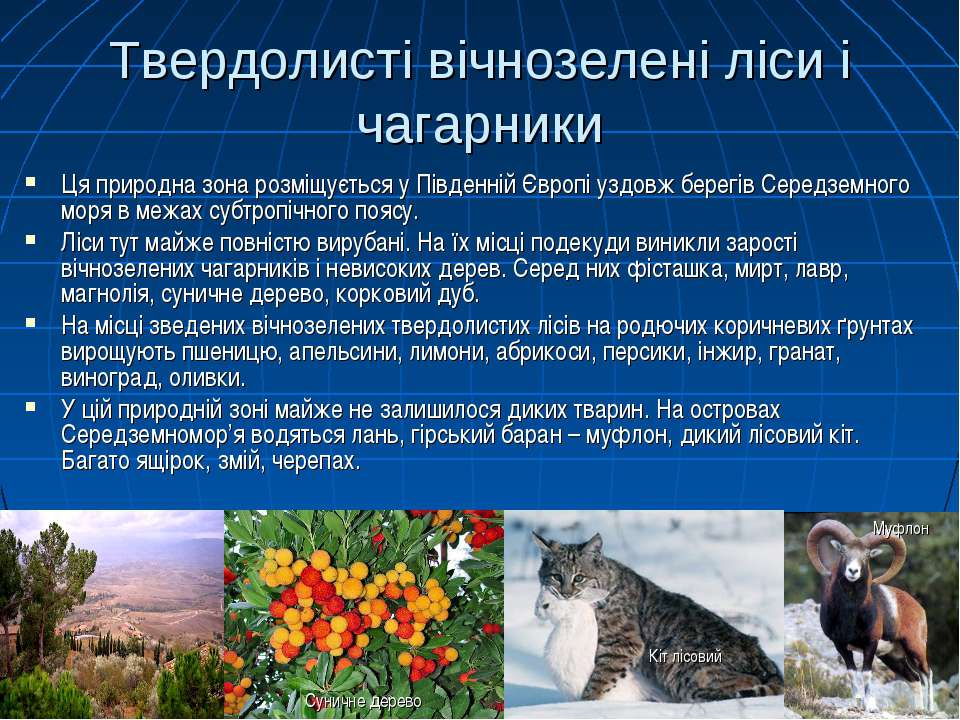 Твердолисті вічнозелені ліси і
чагарники
Ця природна зона розміщується у Південній Європі уздовж берегів Середземного
моря в межах субтропічного поясу.
Ліси тут майже повністю вирубані. На їх місці подекуди виникли зарості
вічнозелених чагарників і невисоких дерев. Серед них фісташка, мирт, лавр,
магнолія, суничне дерево, корковий дуб.
На місці зведених вічнозелених твердолистих лісів на родючих коричневих ґрунтах
вирощують пшеницю, апельсини, лимони, абрикоси, персики, інжир, гранат,
виноград, оливки.
У цій природній зоні майже не залишилося диких тварин. На островах
Середземномор’я водяться лань, гірський баран – муфлон, дикий лісовий кіт.
Багато ящірок, змій, черепах.
Муфлон
Кіт лісовий
Суничне дерево